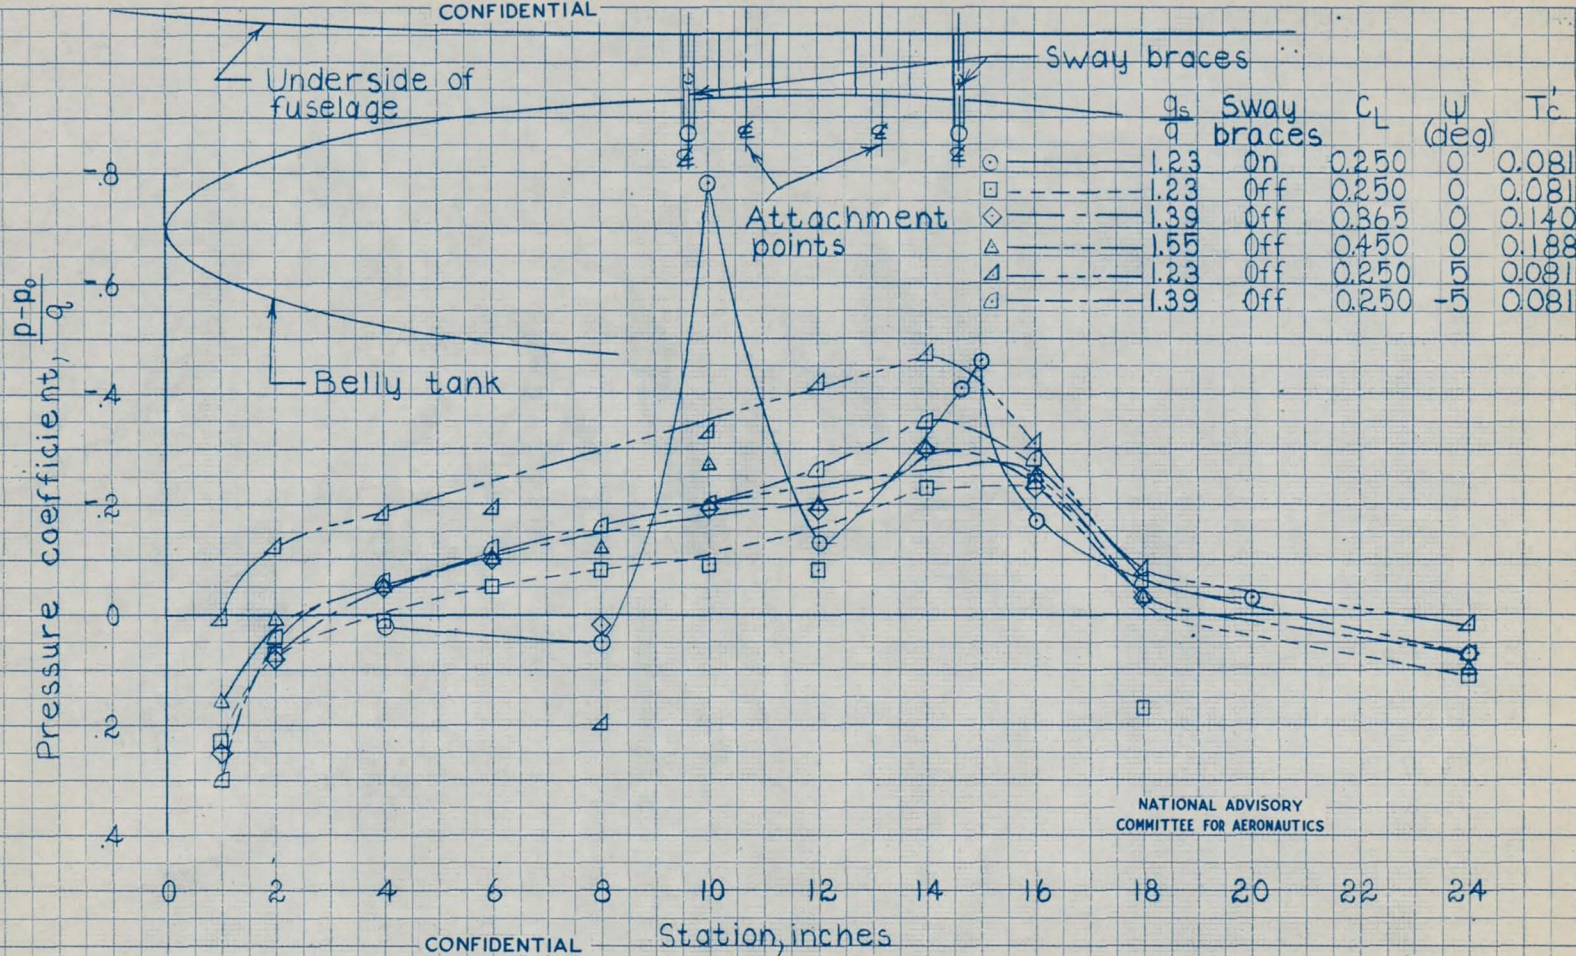 CONFIDENTIAL
Underside of
fuselage
Sway braces
Attachment
points
Belly tank
qs/q Sway braces CL ψ (deg) Tc'
1.23 On 0.250 0 0.081
1.23 Off 0.250 0 0.081
1.39 Off 0.365 0 0.140
1.55 Off 0.450 0 0.188
1.23 Off 0.250 5 0.081
1.39 Off 0.250 -5 0.081
Pressure coefficient, p-p₀/q
-.8
-.6
-.4
-.2
0
.2
.4
0 2 4 6 8 10 12 14 16 18 20 22 24
Station, inches
NATIONAL ADVISORY
COMMITTEE FOR AERONAUTICS
CONFIDENTIAL